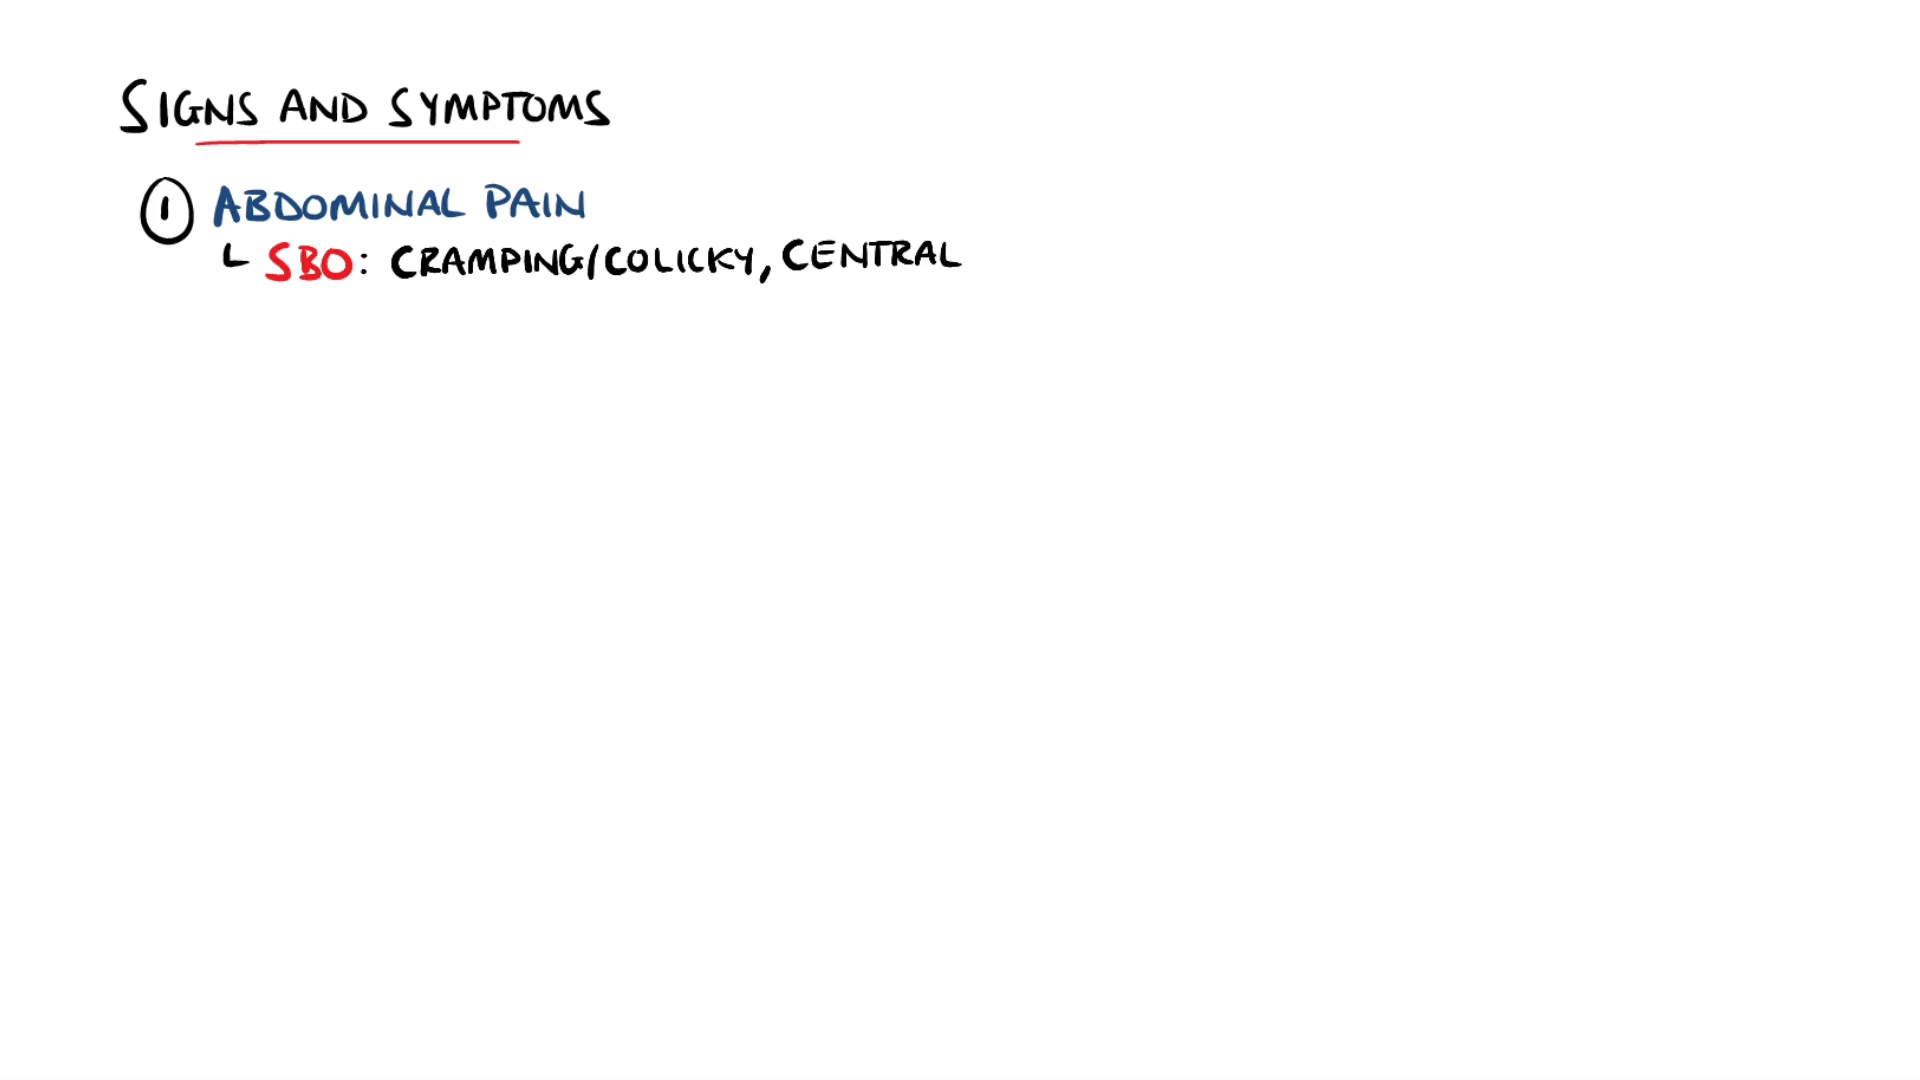 SIGNS AND SYMPTOMS
1 ABDOMINAL PAIN
SBO: CRAMPING/COLICKY, CENTRAL